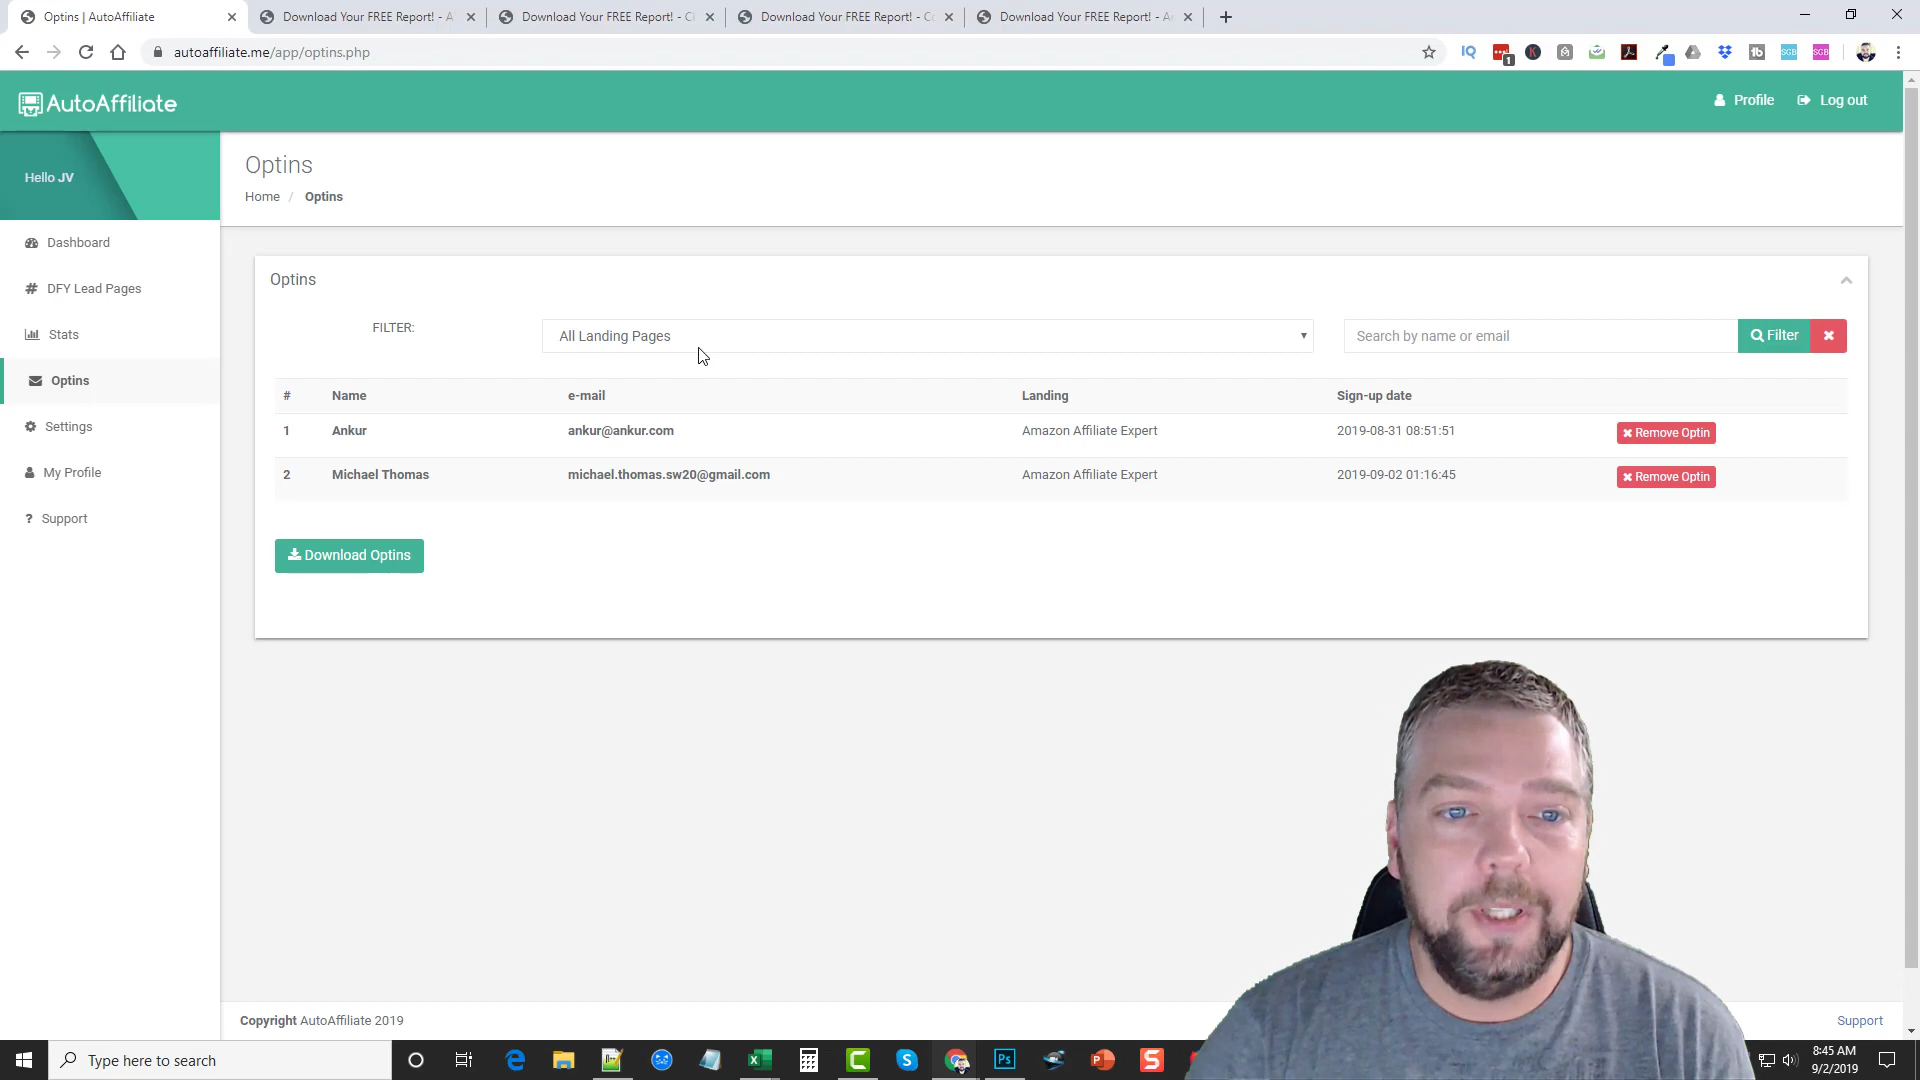 Optins | AutoAffiliate
Download Your FREE Report! - A
Download Your FREE Report! - Cl
Download Your FREE Report! - Co
Download Your FREE Report! - A
autoaffiliate.me/app/optins.php
AutoAffiliate
Profile
Log out
Hello JV
Optins
Home / Optins
Dashboard
# DFY Lead Pages
Stats
Optins
Settings
My Profile
? Support
Optins
FILTER:
All Landing Pages
Search by name or email
Filter
# Name e-mail Landing Sign-up date
1 Ankur ankur@ankur.com Amazon Affiliate Expert 2019-08-31 08:51:51 Remove Optin
2 Michael Thomas michael.thomas.sw20@gmail.com Amazon Affiliate Expert 2019-09-02 01:16:45 Remove Optin
Download Optins
Copyright AutoAffiliate 2019
Support
Type here to search
8:45 AM
9/2/2019